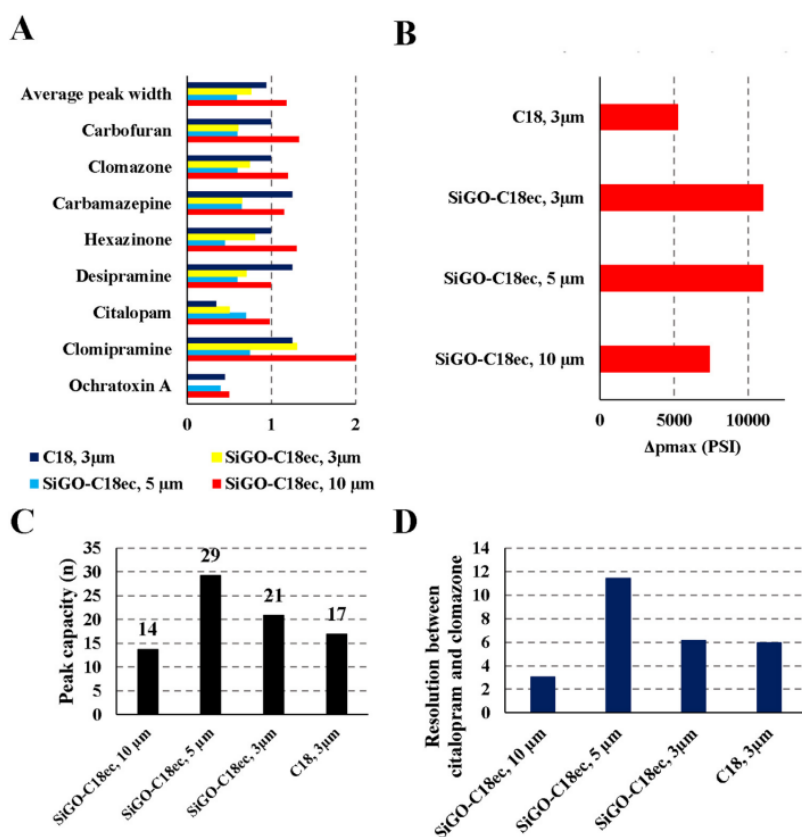 A
Average peak width
Carbofuran
Clomazone
Carbamazepine
Hexazinone
Desipramine
Citalopam
Clomipramine
Ochratoxin A
0 1 2
C18, 3μm
SiGO-C18ec, 3μm
SiGO-C18ec, 5 μm
SiGO-C18ec, 10 μm
B
C18, 3μm
SiGO-C18ec, 3μm
SiGO-C18ec, 5 μm
SiGO-C18ec, 10 μm
0 5000 10000
Δpmax (PSI)
C
Peak capacity (n)
35
30
25
20
15
10
5
0
14
29
21
17
SiGO-C18ec, 10 μm
SiGO-C18ec, 5 μm
SiGO-C18ec, 3μm
C18, 3μm
D
Resolution between
citalopram and clomazone
14
12
10
8
6
4
2
0
SiGO-C18ec, 10 μm
SiGO-C18ec, 5 μm
SiGO-C18ec, 3μm
C18, 3μm